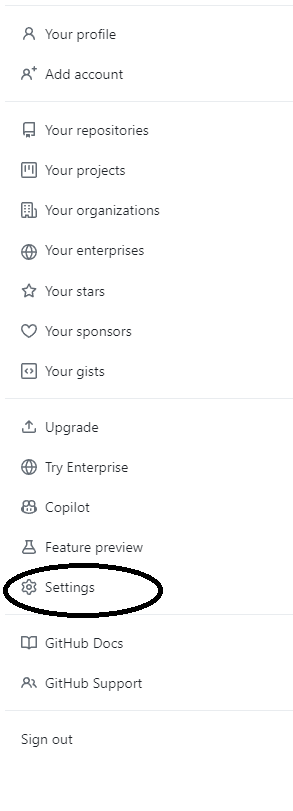 Your profile
Add account
Your repositories
Your projects
Your organizations
Your enterprises
Your stars
Your sponsors
Your gists
Upgrade
Try Enterprise
Copilot
Feature preview
Settings
GitHub Docs
GitHub Support
Sign out